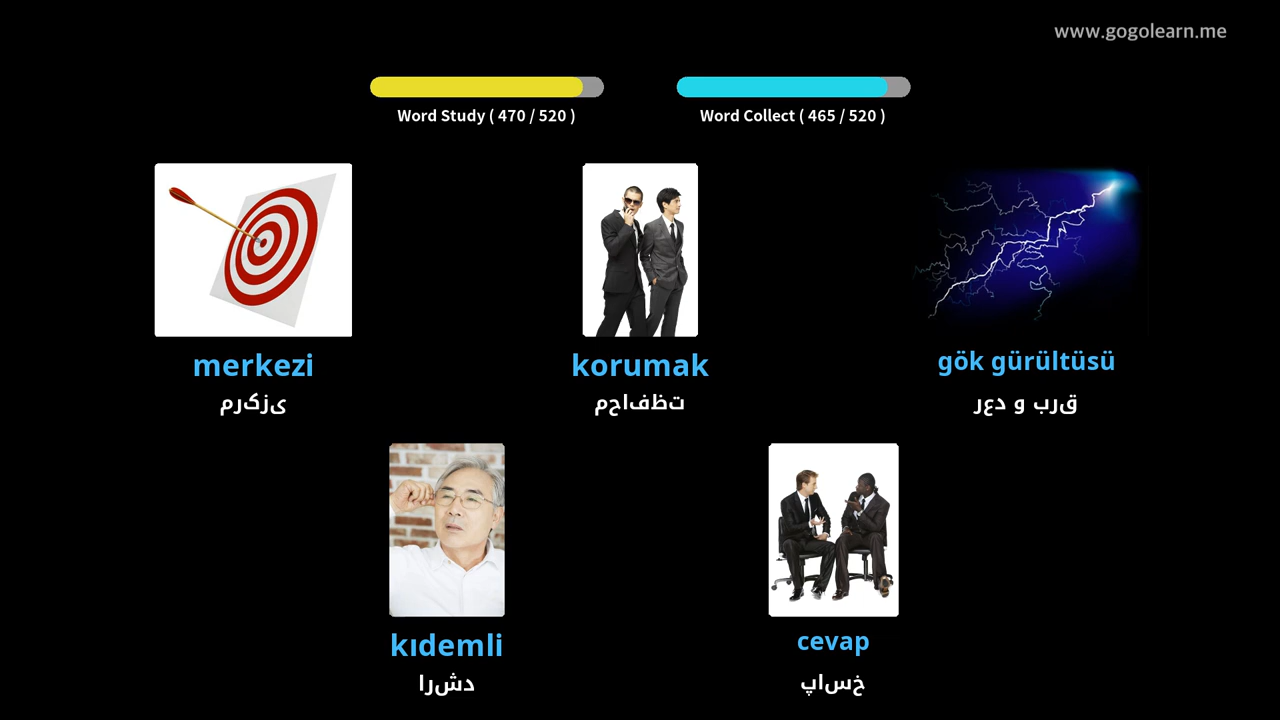 www.gogolearn.me
Word Study ( 470 / 520 )
Word Collect ( 465 / 520 )
merkezi
یزکرم
korumak
تظفاحم
gök gürültüsü
قرب و دعر
kıdemli
دشرا
cevap
خساپ